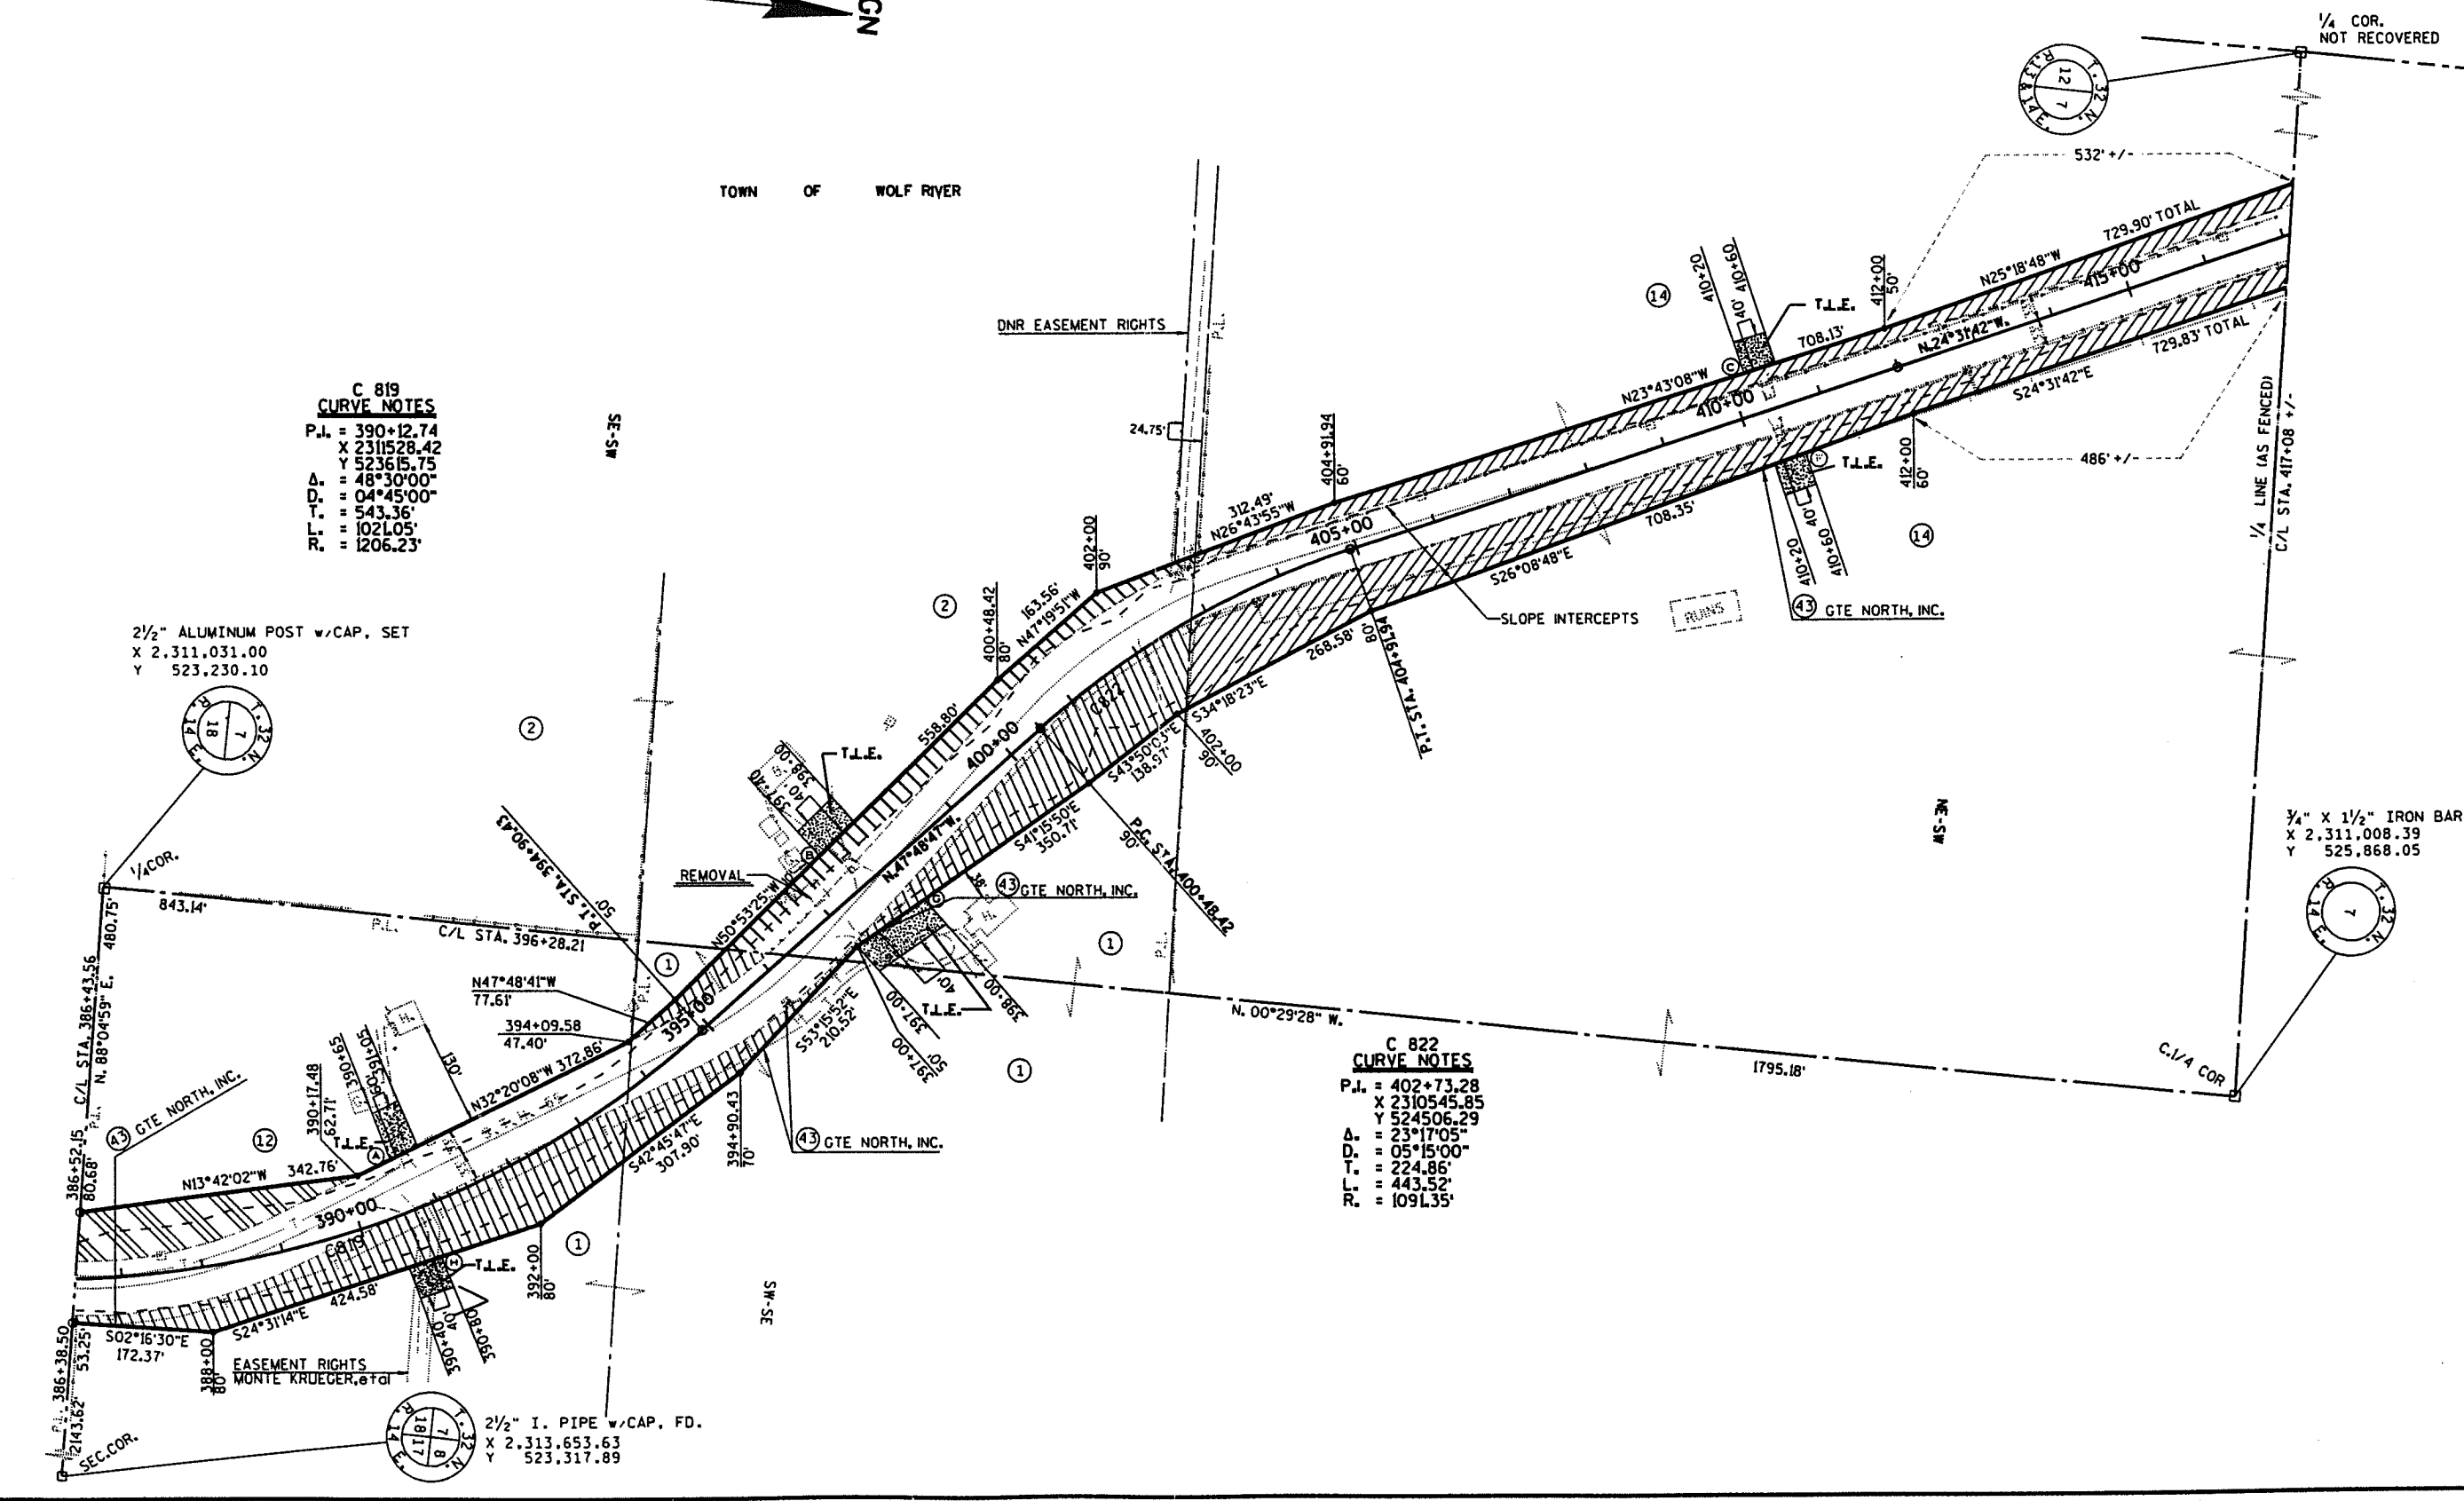 GN
1/4 COR.
NOT RECOVERED
T. 32 N.
12 7
R. 13 & 14 E.
532' +/-
TOWN OF WOLF RIVER
729.90' TOTAL
N25°18'48"W
415+00
412+00
50'
T.L.E.
410+20
40'
410+60
14
C
708.13'
N.24°31'42"W.
729.83' TOTAL
S24°31'42"E
N23°43'08"W
410+00
DNR EASEMENT RIGHTS
P.L.
1/4 LINE (AS FENCED)
C/L STA. 417+08 +/-
C 819
CURVE NOTES
P.I. = 390+12.74
X 2311528.42
Y 523615.75
Δ. = 48°30'00"
D. = 04°45'00"
T. = 543.36'
L. = 1021.05'
R. = 1206.23'
SE-SW
24.75'
404+91.94
60'
312.49'
N26°43'55"W
405+00
486' +/-
T.L.E.
412+00
60'
708.35'
410+20
40'
410+60
14
S26°08'48"E
402+00
90'
43 GTE NORTH, INC.
SLOPE INTERCEPTS
RUINS
163.56'
N47°19'51"W
400+48.42
80'
2
2 1/2" ALUMINUM POST w/CAP, SET
X 2,311,031.00
Y 523,230.10
T. 32 N.
7
18
R. 14 E.
268.58'
80'
P.T. STA. 404+91.94
S34°18'23"E
C822
2
558.80'
400+00
S43°50'03"E
138.97'
402+00
90'
T.L.E.
398+00
40'
397+40
B
N.47°48'47"W.
S41°15'50"E
350.71'
P.C. STA. 400+48.42
90'
NE-SW
3/4" X 1 1/2" IRON BAR
X 2,311,008.39
Y 525,868.05
T. 32 N.
7
R. 14 E.
P.T. STA. 394+90.43
50'
REMOVAL
N50°53'25"W
38'
43 GTE NORTH, INC.
G
H.
1/4 COR.
843.14'
P.L.
C/L STA. 396+28.21
1
1
P.L.
480.75'
C/L STA. 386+43.56
N. 88°04'59" E.
P.L.
N47°48'41"W
77.61'
394+09.58
47.40'
P.L.
395+00
S53°15'52"E
210.52'
40'
T.L.E.
397+00
398+00
397+00
50'
N. 00°29'28" W.
1795.18'
C.1/4 COR
1
C 822
CURVE NOTES
P.I. = 402+73.28
X 2310545.85
Y 524506.29
Δ. = 23°17'05"
D. = 05°15'00"
T. = 224.86'
L. = 443.52'
R. = 1091.35'
H.
130'
390+65
60'
391+05
390+17.48
62.71'
N32°20'08"W 372.86'
43 GTE NORTH, INC.
12
T.L.E.
A
386+52.15
80.68'
N13°42'02"W
342.76'
S42°45'47"E
307.90'
394+90.43
70'
43 GTE NORTH, INC.
390+00
C819
1
H
T.L.E.
392+00
80'
SW-SE
P.L. 386+38.50
53.25'
S02°16'30"E
172.37'
S24°31'14"E
424.58'
388+00
80'
40'
390+40
390+80
EASEMENT RIGHTS
MONTE KRUEGER, etal
2143.62'
SEC.COR.
T. 32 N.
7 8
18 17
R. 14 E.
2 1/2" I. PIPE w/CAP, FD.
X 2,313,653.63
Y 523,317.89